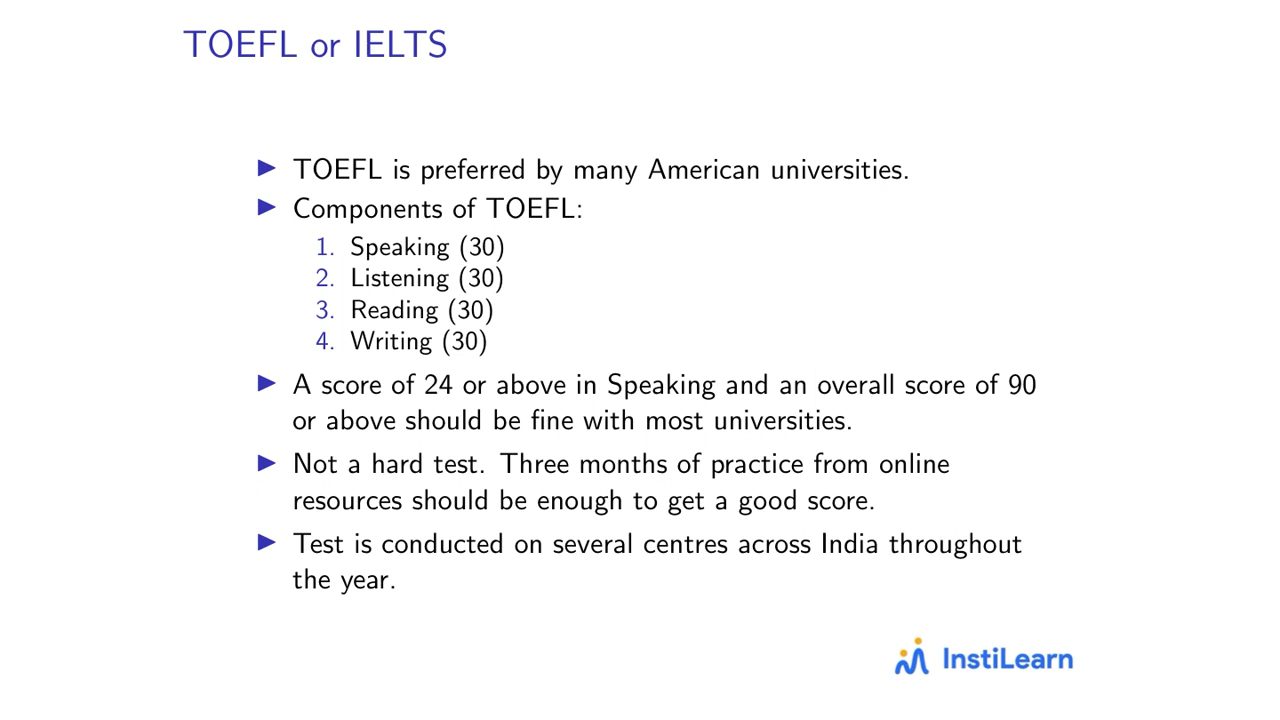 TOEFL or IELTS
▶ TOEFL is preferred by many American universities.
▶ Components of TOEFL:
1. Speaking (30)
2. Listening (30)
3. Reading (30)
4. Writing (30)
▶ A score of 24 or above in Speaking and an overall score of 90
or above should be fine with most universities.
▶ Not a hard test. Three months of practice from online
resources should be enough to get a good score.
▶ Test is conducted on several centres across India throughout
the year.
InstiLearn